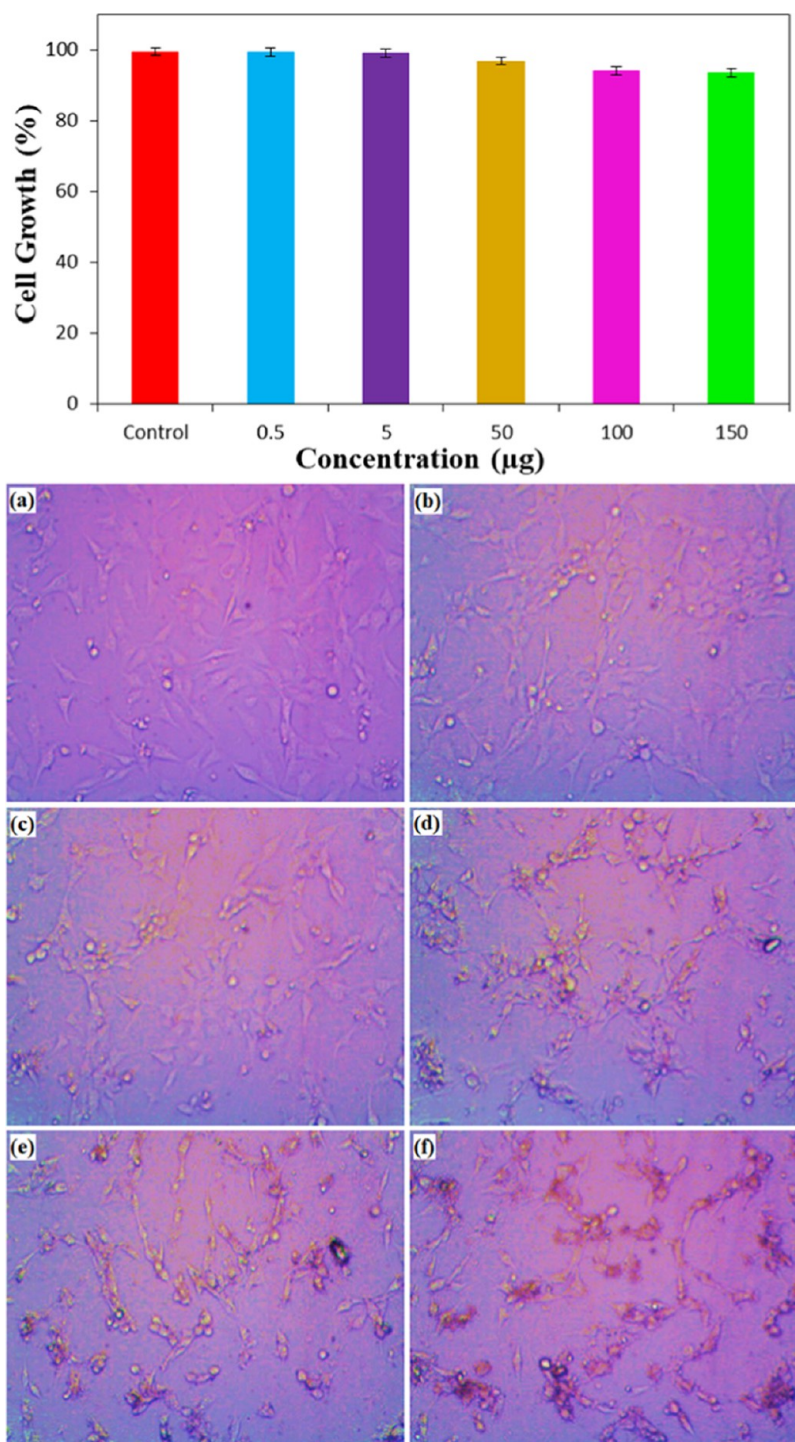 Cell Growth (%)
100
80
60
40
20
0
Control 0.5 5 50 100 150
Concentration (µg)
(a)
(b)
(c)
(d)
(e)
(f)